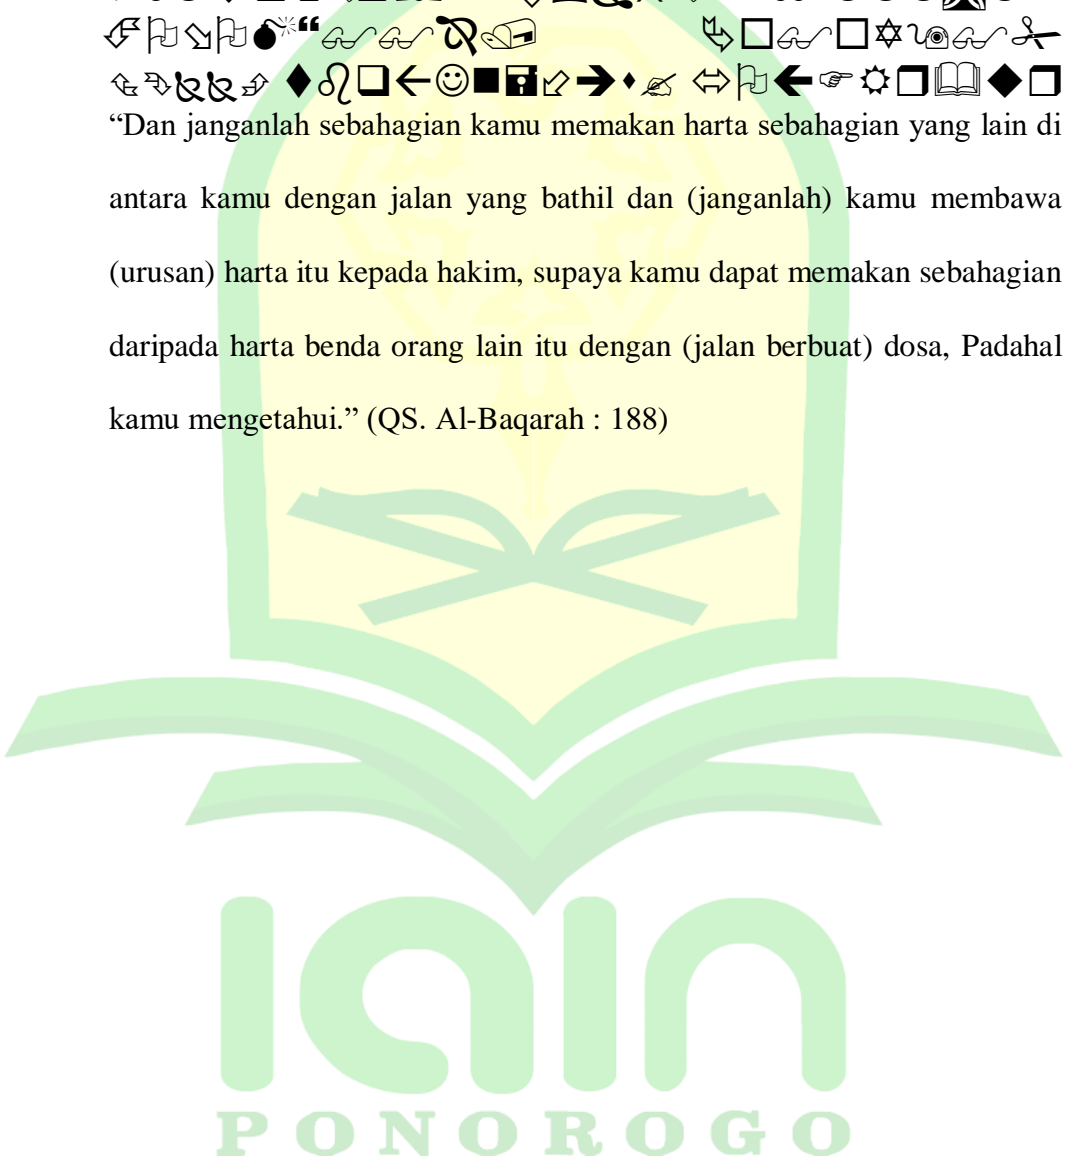 “Dan janganlah sebahagian kamu memakan harta sebahagian yang lain di
antara kamu dengan jalan yang bathil dan (janganlah) kamu membawa
(urusan) harta itu kepada hakim, supaya kamu dapat memakan sebahagian
daripada harta benda orang lain itu dengan (jalan berbuat) dosa, Padahal
kamu mengetahui.” (QS. Al-Baqarah : 188)
iain
PONOROGO